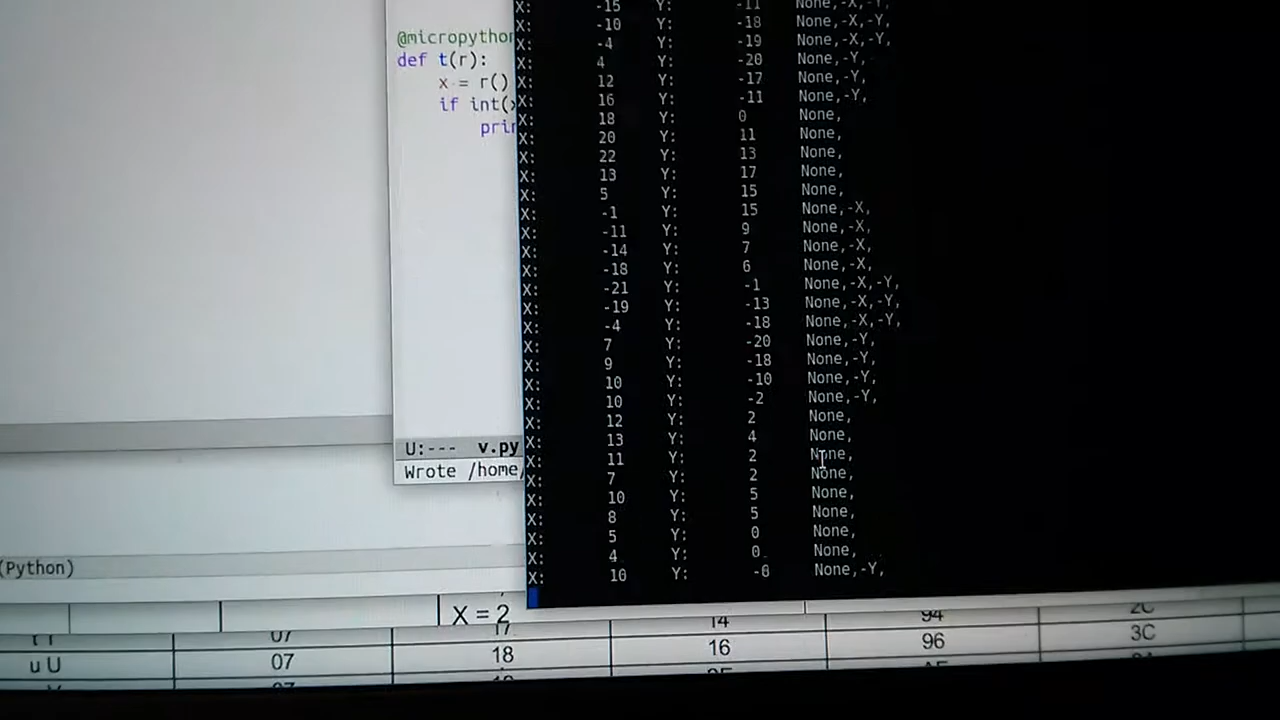 @micropython
def t(r):
x = r()
if int(x
prin
U:--- v.py
Wrote /home/
(Python)
X: -15 Y: -11 None,-X,-Y,
X: -10 Y: -18 None,-X,-Y,
X: -4 Y: -19 None,-X,-Y,
X: 4 Y: -20 None,-Y,
X: 12 Y: -17 None,-Y,
X: 16 Y: -11 None,-Y,
X: 18 Y: 0 None,
X: 20 Y: 11 None,
X: 22 Y: 13 None,
X: 13 Y: 17 None,
X: 5 Y: 15 None,
X: -1 Y: 15 None,-X,
X: -11 Y: 9 None,-X,
X: -14 Y: 7 None,-X,
X: -18 Y: 6 None,-X,
X: -21 Y: -1 None,-X,-Y,
X: -19 Y: -13 None,-X,-Y,
X: -4 Y: -18 None,-X,-Y,
X: 7 Y: -20 None,-Y,
X: 9 Y: -18 None,-Y,
X: 10 Y: -10 None,-Y,
X: 10 Y: -2 None,-Y,
X: 12 Y: 2 None,
X: 13 Y: 4 None,
X: 11 Y: 2 None,
X: 7 Y: 2 None,
X: 10 Y: 5 None,
X: 8 Y: 5 None,
X: 5 Y: 0 None,
X: 4 Y: 0 None,
X: 10 Y: None,-Y,
X = 2
07 17 14 94 2C
u U 07 18 16 96 3C